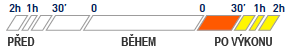 2h 1h 30´ 0 0 30´ 1h 2h
PŘED BĚHEM PO VÝKONU